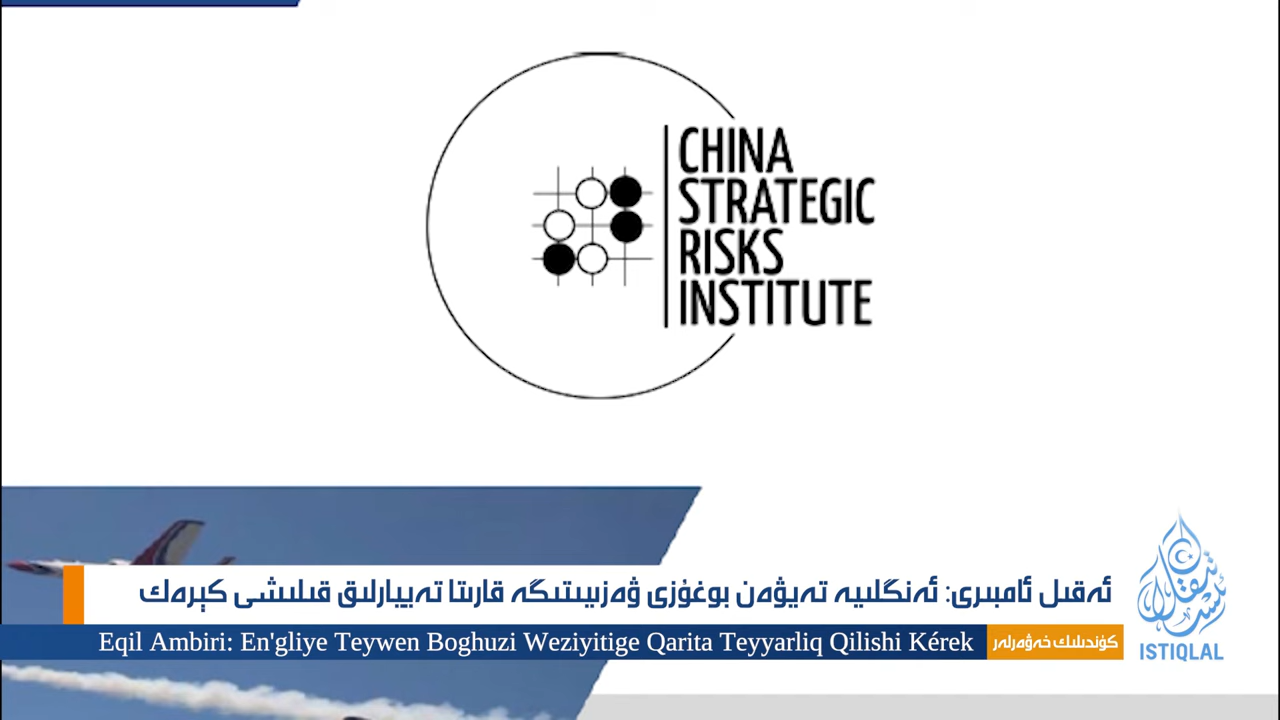 CHINA
STRATEGIC
RISKS
INSTITUTE
ئەقىل ئامبىرى: ئەنگلىيە تەيۋەن بوغۇزى ۋەزىيىتىگە قارىتا تەييارلىق قىلىشى كېرەك
Eqil Ambiri: En'gliye Teywen Boghuzi Weziyitige Qarita Teyyarliq Qilishi Kérek
كۈندىلىك خەۋەرلەر
ئىستىقلال
ISTIQLAL